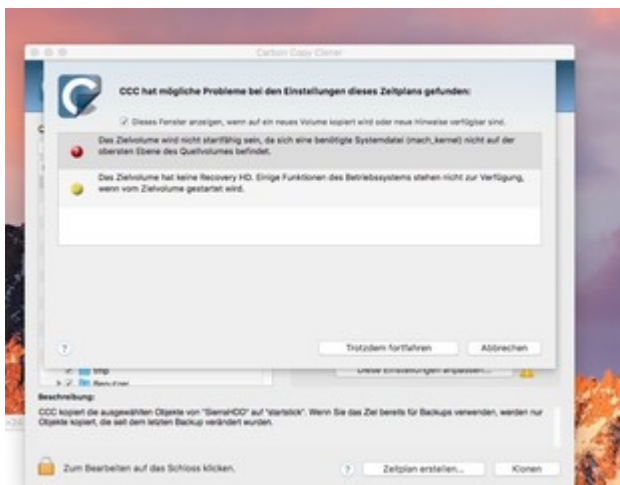 Carbon Copy Cloner
CCC hat mögliche Probleme bei den Einstellungen dieses Zeitplans gefunden:
Dieses Fenster anzeigen, wenn auf ein neues Volume kopiert wird oder neue Hinweise verfügbar sind.
Das Zielvolume wird nicht startfähig sein, da sich eine benötigte Systemdatei (mach_kernel) nicht auf der
obersten Ebene des Quellvolumes befindet.
Das Zielvolume hat keine Recovery HD. Einige Funktionen des Betriebssystems stehen nicht zur Verfügung,
wenn vom Zielvolume gestartet wird.
?
Trotzdem fortfahren
Abbrechen
tmp
Benutzer
Diese Einstellungen anpassen...
Beschreibung:
CCC kopiert die ausgewählten Objekte von "SierraHDD" auf "startstick". Wenn Sie das Ziel bereits für Backups verwenden, werden nur
Objekte kopiert, die seit dem letzten Backup verändert wurden.
Zum Bearbeiten auf das Schloss klicken.
?
Zeitplan erstellen...
Klonen